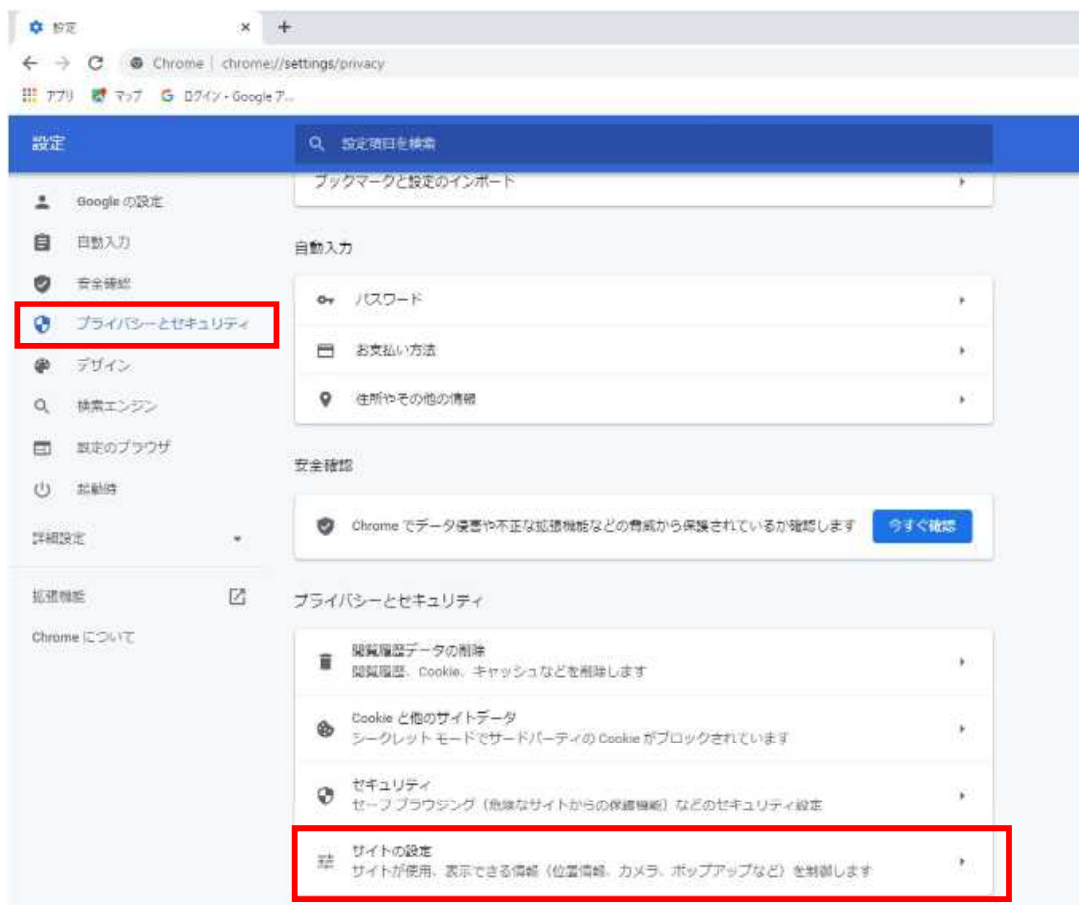 設定
Chrome | chrome://settings/privacy
アプリ マップ ログイン - Google ア...
設定
設定項目を検索
Google の設定
自動入力
安全確認
プライバシーとセキュリティ
デザイン
検索エンジン
既定のブラウザ
起動時
詳細設定
拡張機能
Chrome について
ブックマークと設定のインポート
自動入力
パスワード
お支払い方法
住所やその他の情報
安全確認
Chrome でデータ侵害や不正な拡張機能などの脅威から保護されているか確認します
今すぐ確認
プライバシーとセキュリティ
閲覧履歴データの削除
閲覧履歴、Cookie、キャッシュなどを削除します
Cookie と他のサイトデータ
シークレット モードでサードパーティの Cookie がブロックされています
セキュリティ
セーフ ブラウジング（危険なサイトからの保護機能）などのセキュリティ設定
サイトの設定
サイトが使用、表示できる情報（位置情報、カメラ、ポップアップなど）を制御します